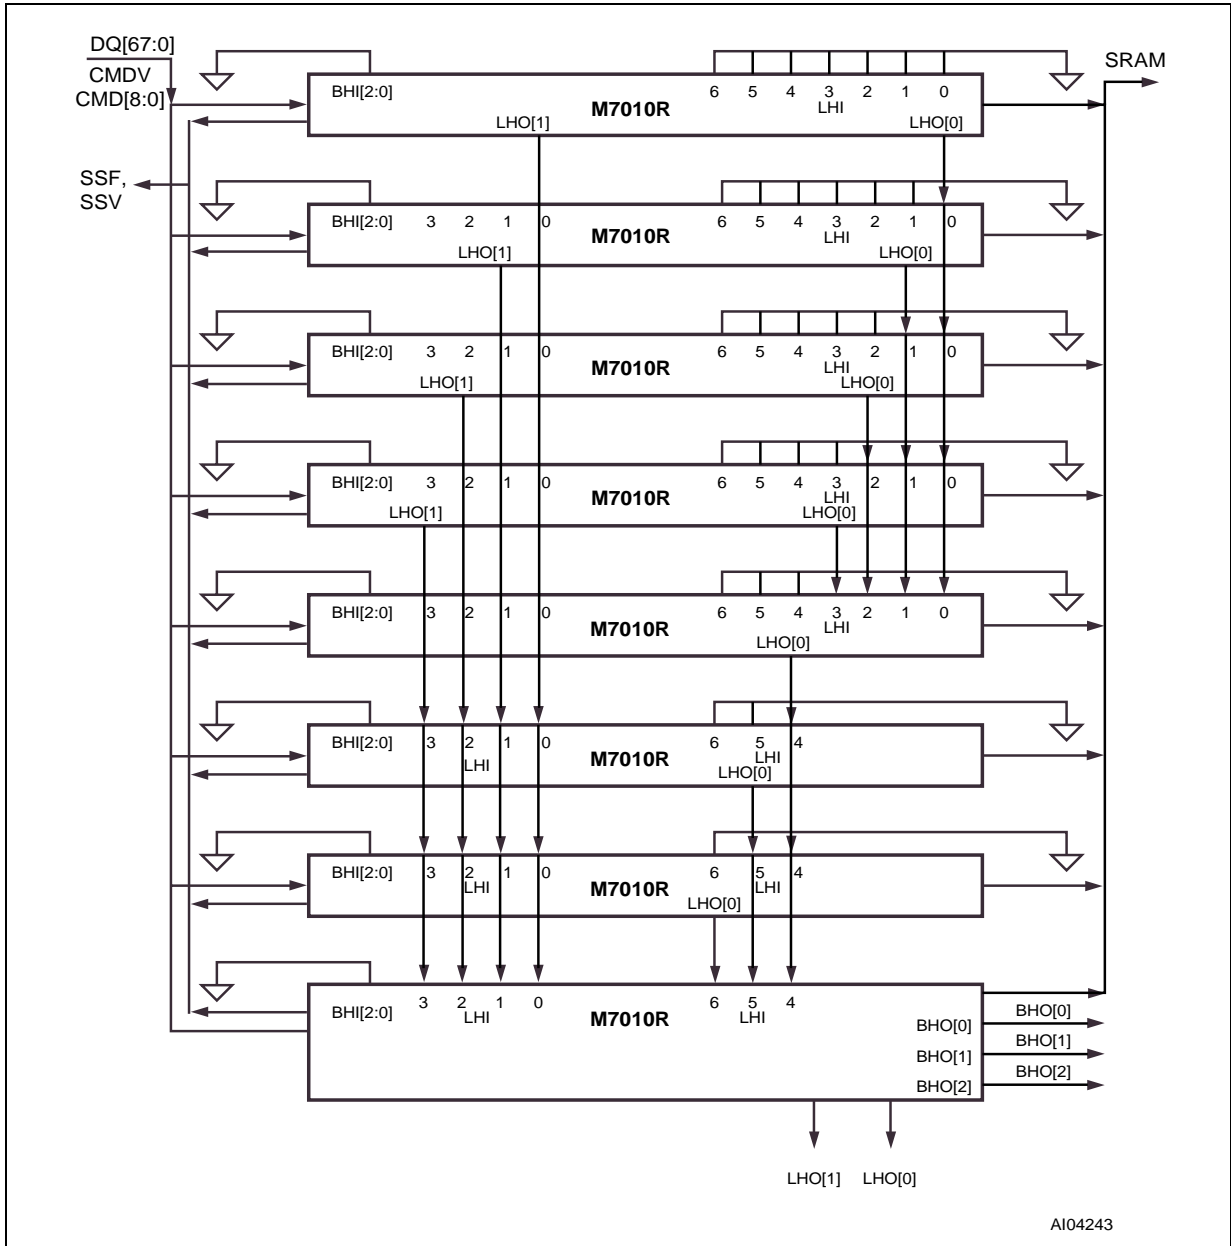 DQ[67:0]
CMDV
CMD[8:0]
SRAM
BHI[2:0] 6 5 4 3 2 1 0
M7010R LHI
LHO[1] LHO[0]
SSF,
SSV
BHI[2:0] 3 2 1 0 6 5 4 3 2 1 0
M7010R LHI
LHO[1] LHO[0]
BHI[2:0] 3 2 1 0 6 5 4 3 2 1 0
M7010R LHI
LHO[1] LHO[0]
BHI[2:0] 3 2 1 0 6 5 4 3 2 1 0
M7010R LHI
LHO[1] LHO[0]
BHI[2:0] 3 2 1 0 6 5 4 3 2 1 0
M7010R LHI
LHO[0]
BHI[2:0] 3 2 1 0 6 5 4
LHI M7010R LHI
LHO[0]
BHI[2:0] 3 2 1 0 6 5 4
LHI M7010R LHI
LHO[0]
BHI[2:0] 3 2 1 0 6 5 4
LHI M7010R LHI
BHO[0] BHO[0]
BHO[1] BHO[1]
BHO[2] BHO[2]
LHO[1] LHO[0]
AI04243